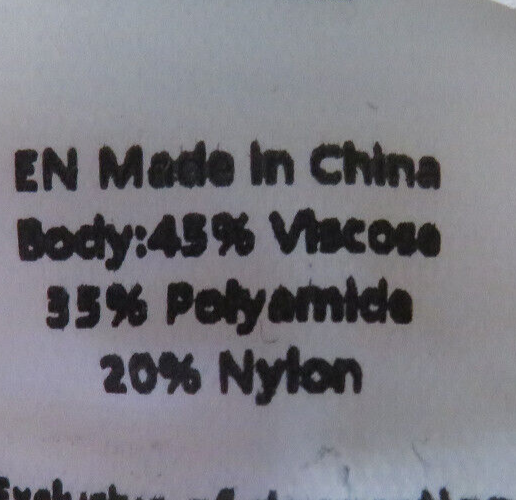 EN Made In China
Body:45% Viscose
35% Polyamide
20% Nylon